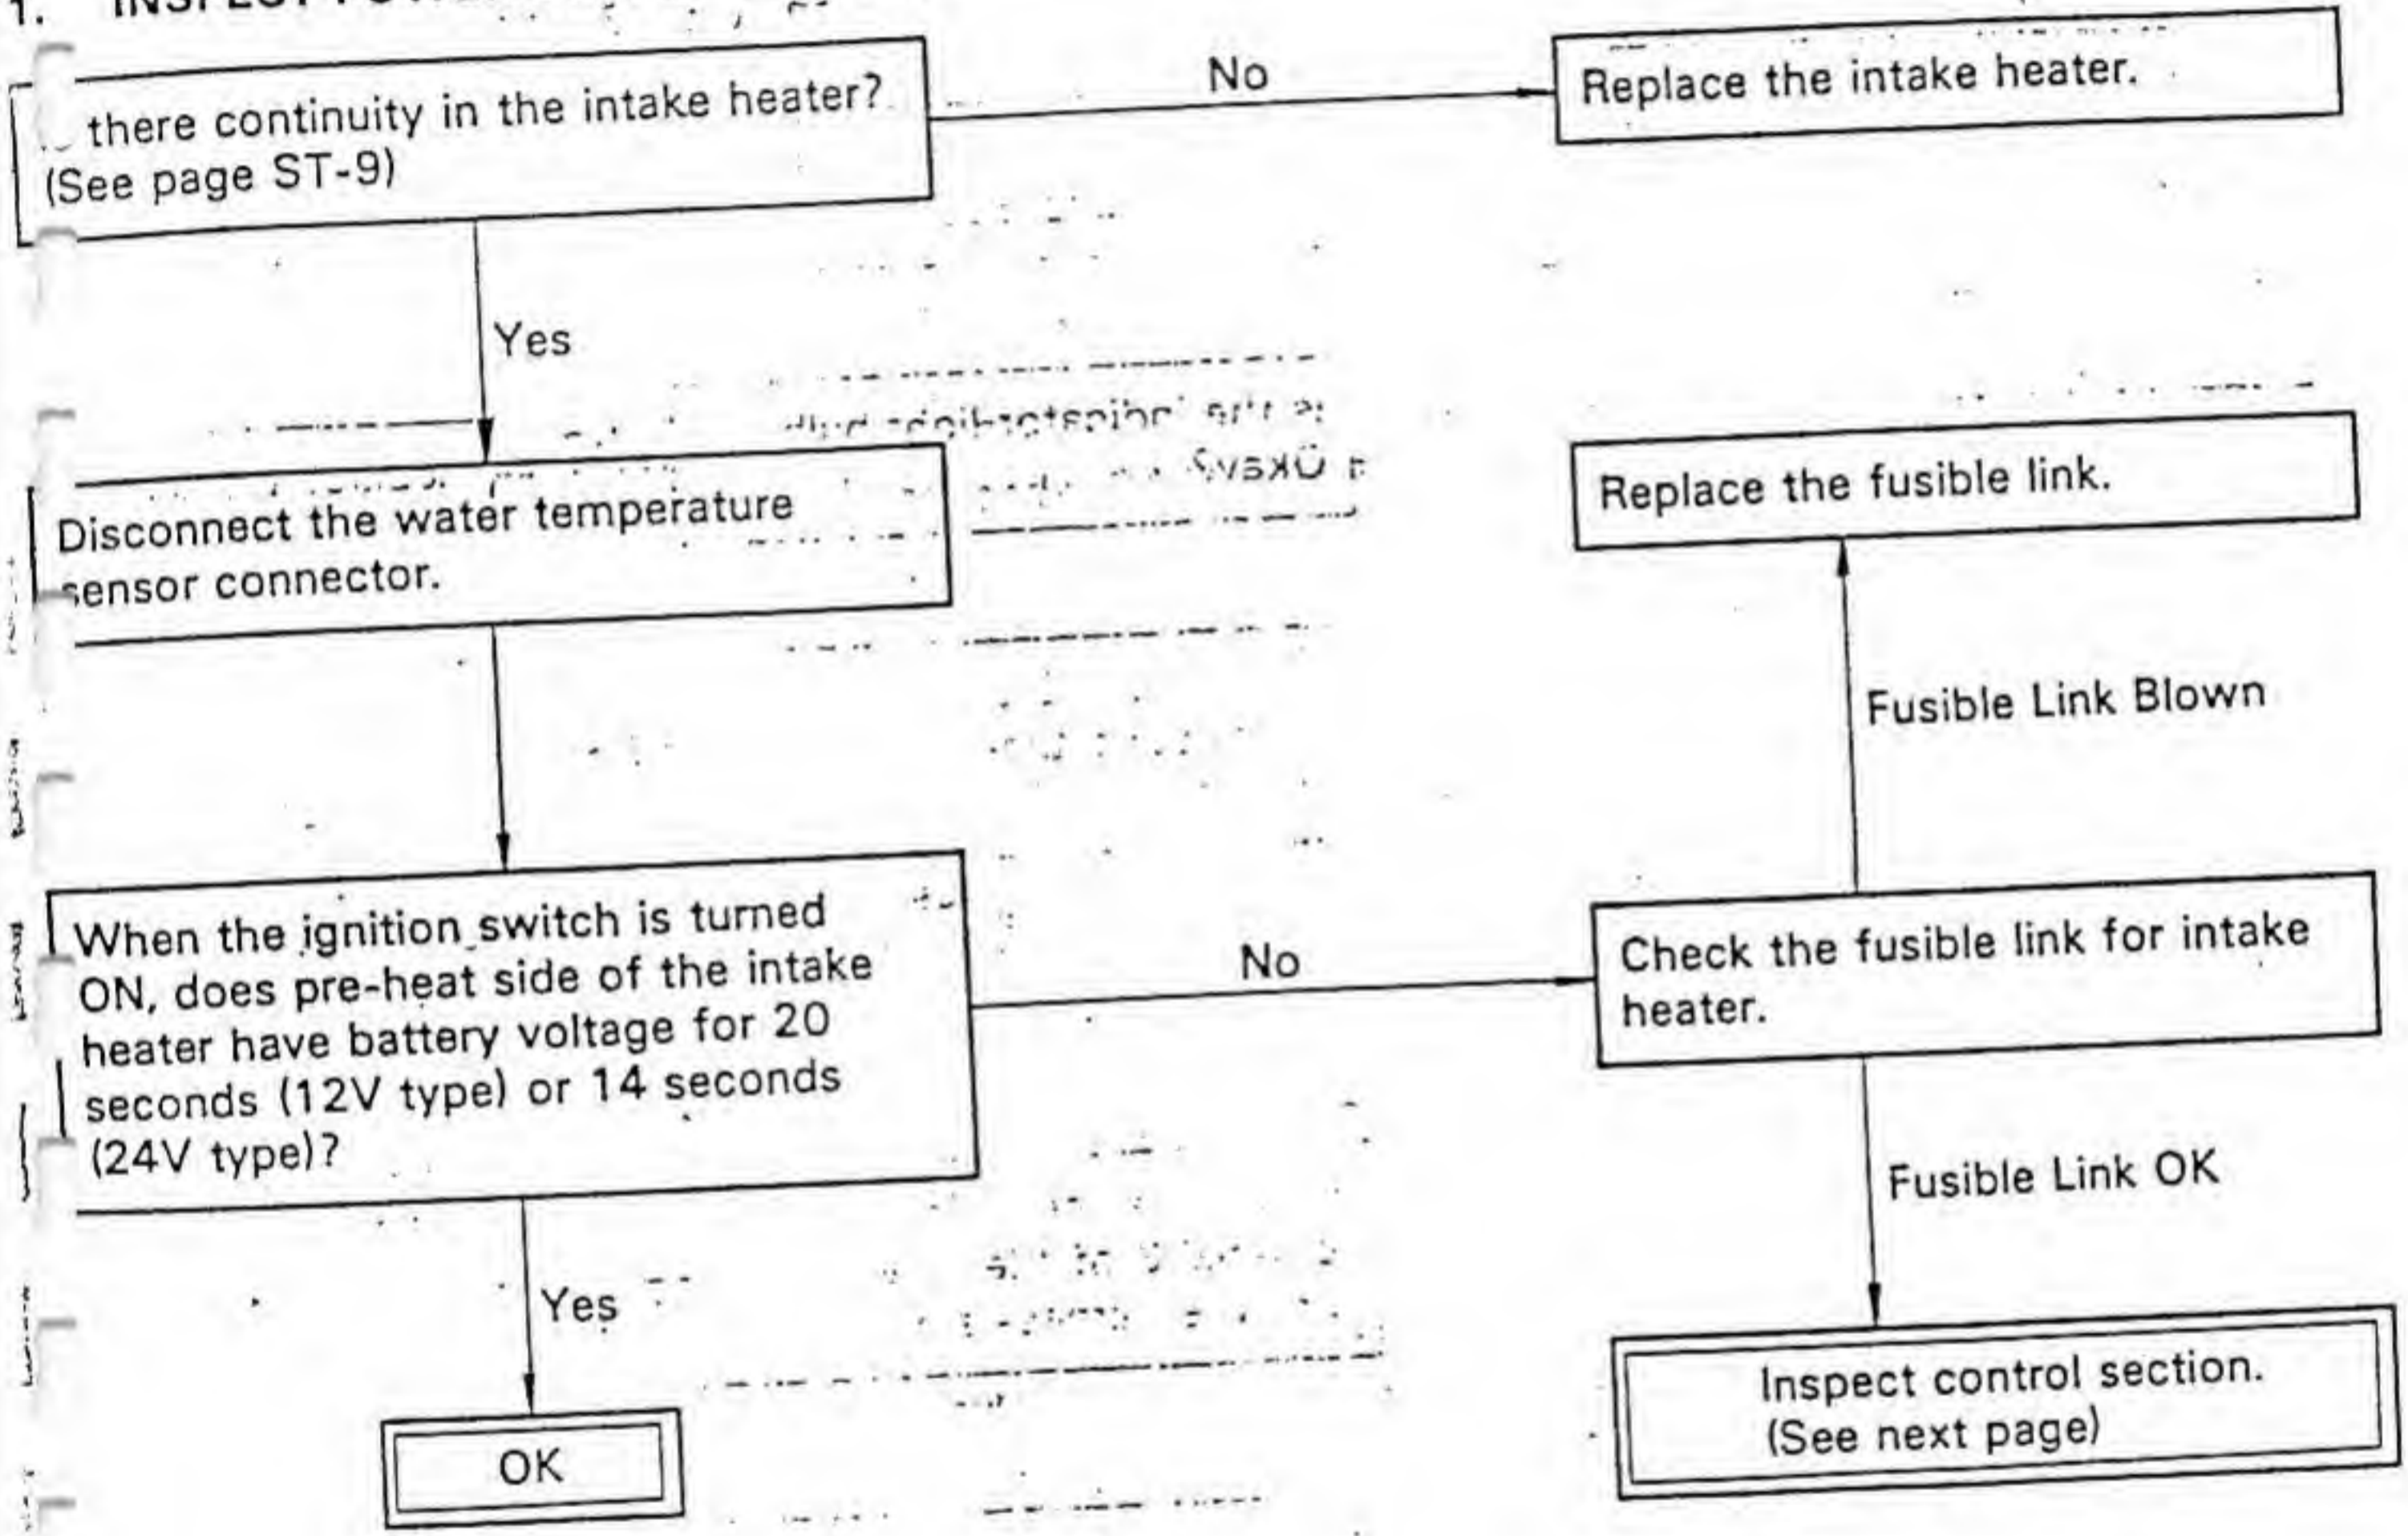 1. INSPECT
there continuity in the intake heater?
(See page ST-9)
No
Replace the intake heater.
Yes
Disconnect the water temperature
sensor connector.
Replace the fusible link.
Fusible Link Blown
When the ignition switch is turned
ON, does pre-heat side of the intake
heater have battery voltage for 20
seconds (12V type) or 14 seconds
(24V type)?
No
Check the fusible link for intake
heater.
Fusible Link OK
Yes
OK
Inspect control section.
(See next page)